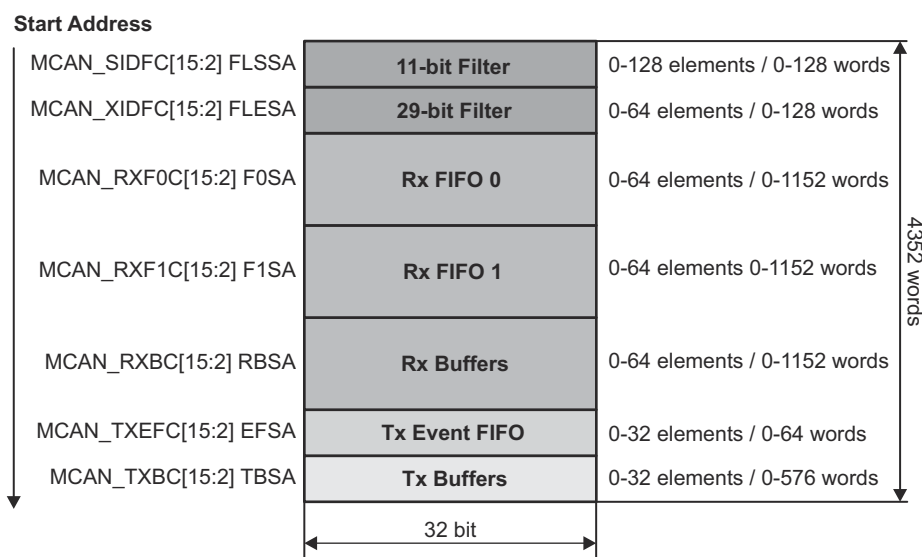 Start Address
MCAN_SIDFC[15:2] FLSSA 11-bit Filter 0-128 elements / 0-128 words
MCAN_XIDFC[15:2] FLESA 29-bit Filter 0-64 elements / 0-128 words
MCAN_RXF0C[15:2] F0SA Rx FIFO 0 0-64 elements / 0-1152 words
MCAN_RXF1C[15:2] F1SA Rx FIFO 1 0-64 elements 0-1152 words
4352 words
MCAN_RXBC[15:2] RBSA Rx Buffers 0-64 elements / 0-1152 words
MCAN_TXEFC[15:2] EFSA Tx Event FIFO 0-32 elements / 0-64 words
MCAN_TXBC[15:2] TBSA Tx Buffers 0-32 elements / 0-576 words
32 bit